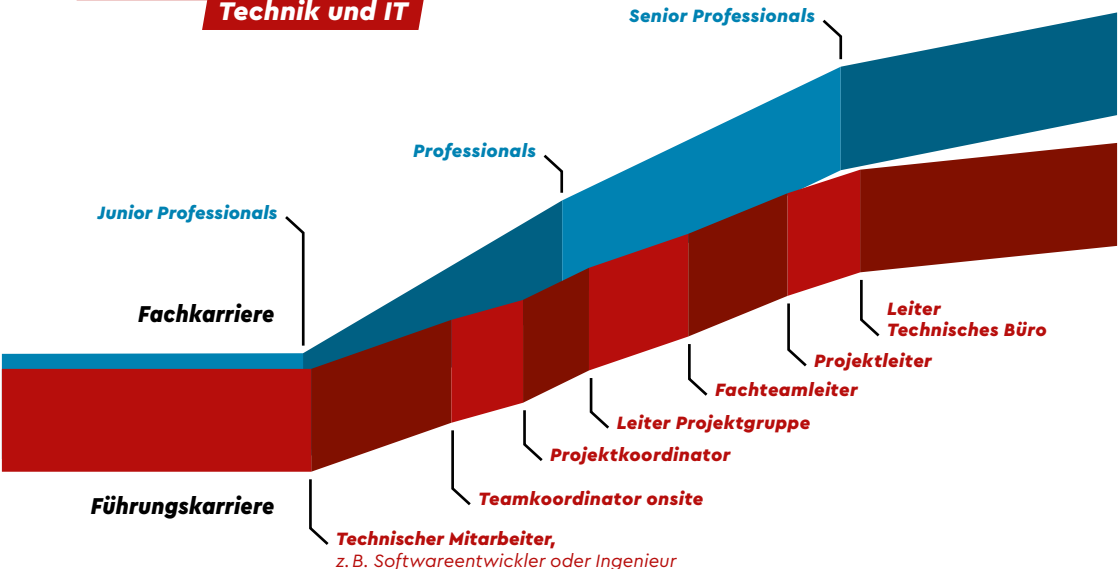 Technik und IT
Senior Professionals
Professionals
Junior Professionals
Fachkarriere
Leiter
Technisches Büro
Projektleiter
Fachteamleiter
Leiter Projektgruppe
Projektkoordinator
Teamkoordinator onsite
Führungskarriere
Technischer Mitarbeiter,
z. B. Softwareentwickler oder Ingenieur